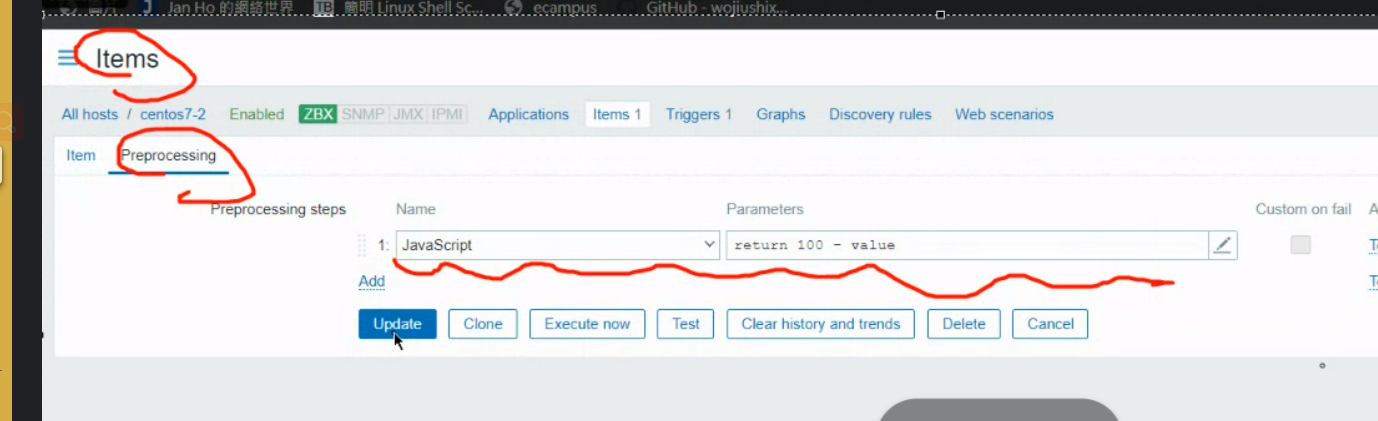 Jan Ho 的網絡世界 TB 簡明 Linux Shell Sc... ecampus GitHub - wojiushix...
Items
All hosts / centos7-2 Enabled ZBX SNMP JMX IPMI Applications Items 1 Triggers 1 Graphs Discovery rules Web scenarios
Item Preprocessing
Preprocessing steps Name Parameters Custom on fail A
1: JavaScript return 100 - value
Add
Update Clone Execute now Test Clear history and trends Delete Cancel